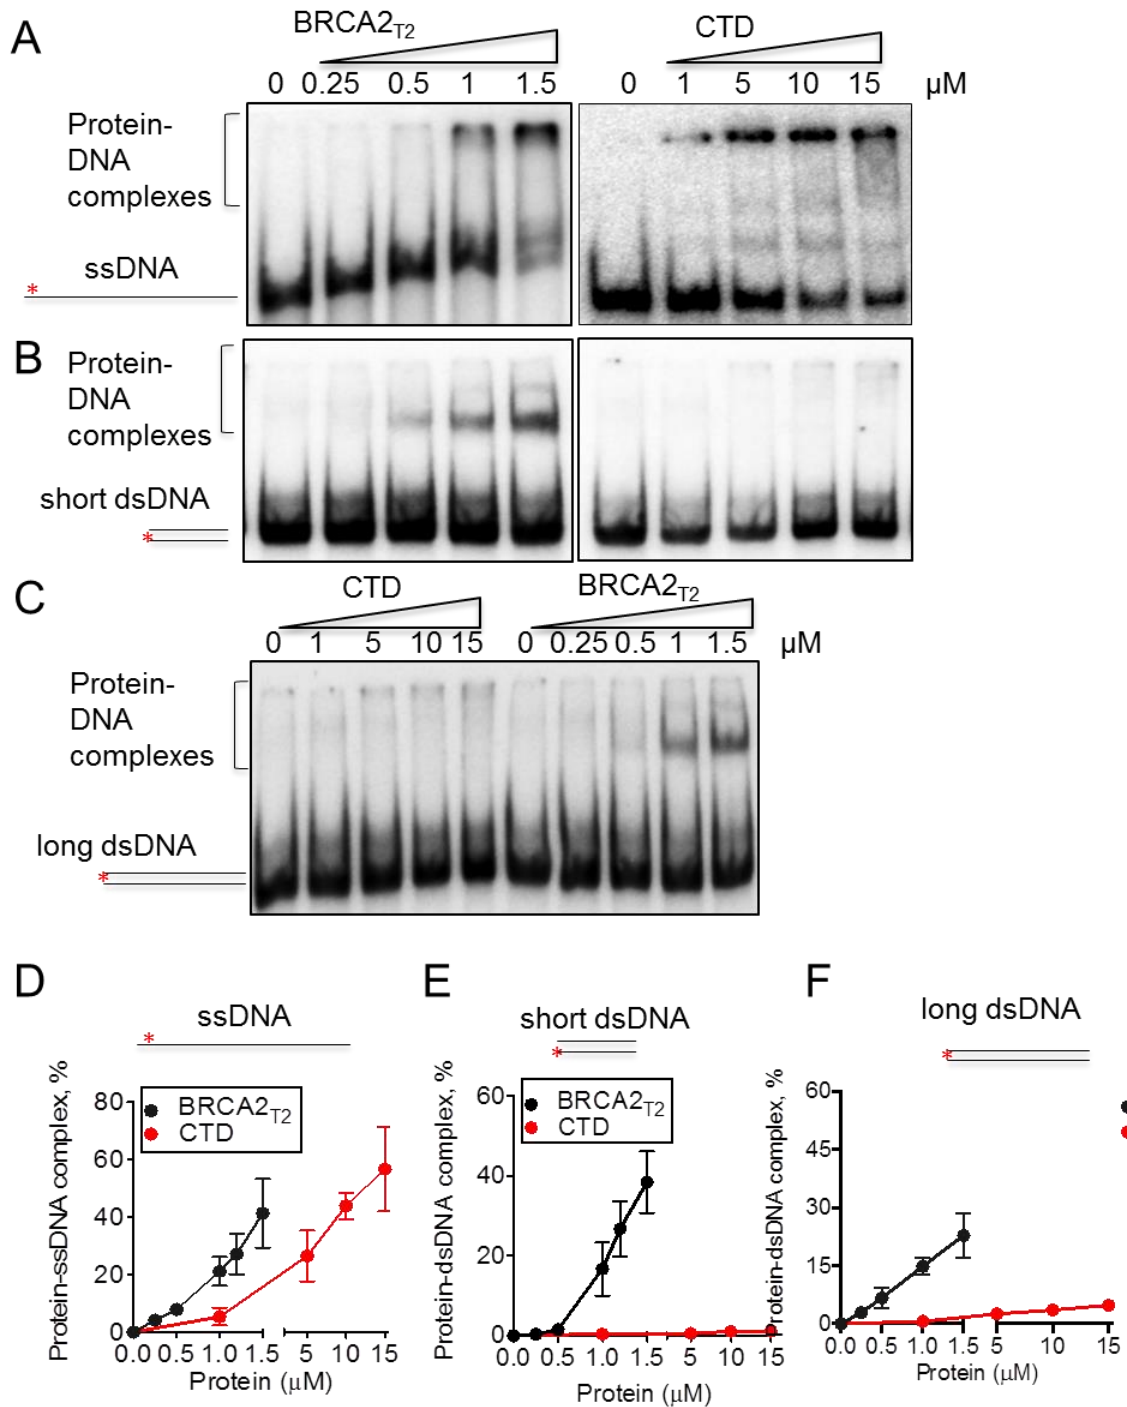 A
BRCA2T2
CTD
0 0.25 0.5 1 1.5
0 1 5 10 15 μM
Protein-
DNA
complexes
ssDNA
*
B
Protein-
DNA
complexes
short dsDNA
*
C
CTD
BRCA2T2
0 1 5 10 15 0 0.25 0.5 1 1.5 μM
Protein-
DNA
complexes
long dsDNA
*
D
ssDNA
*
Protein-ssDNA complex, %
80
60
40
20
0
BRCA2T2
CTD
0.0 0.5 1.0 1.5 5 10 15
Protein (μM)
E
short dsDNA
*
Protein-dsDNA complex, %
60
40
20
0
BRCA2T2
CTD
0.0 0.5 1.0 1.5 5 10 15
Protein (μM)
F
long dsDNA
*
Protein-dsDNA complex, %
60
45
30
15
0
0.0 0.5 1.0 1.5 5 10 15
Protein (μM)